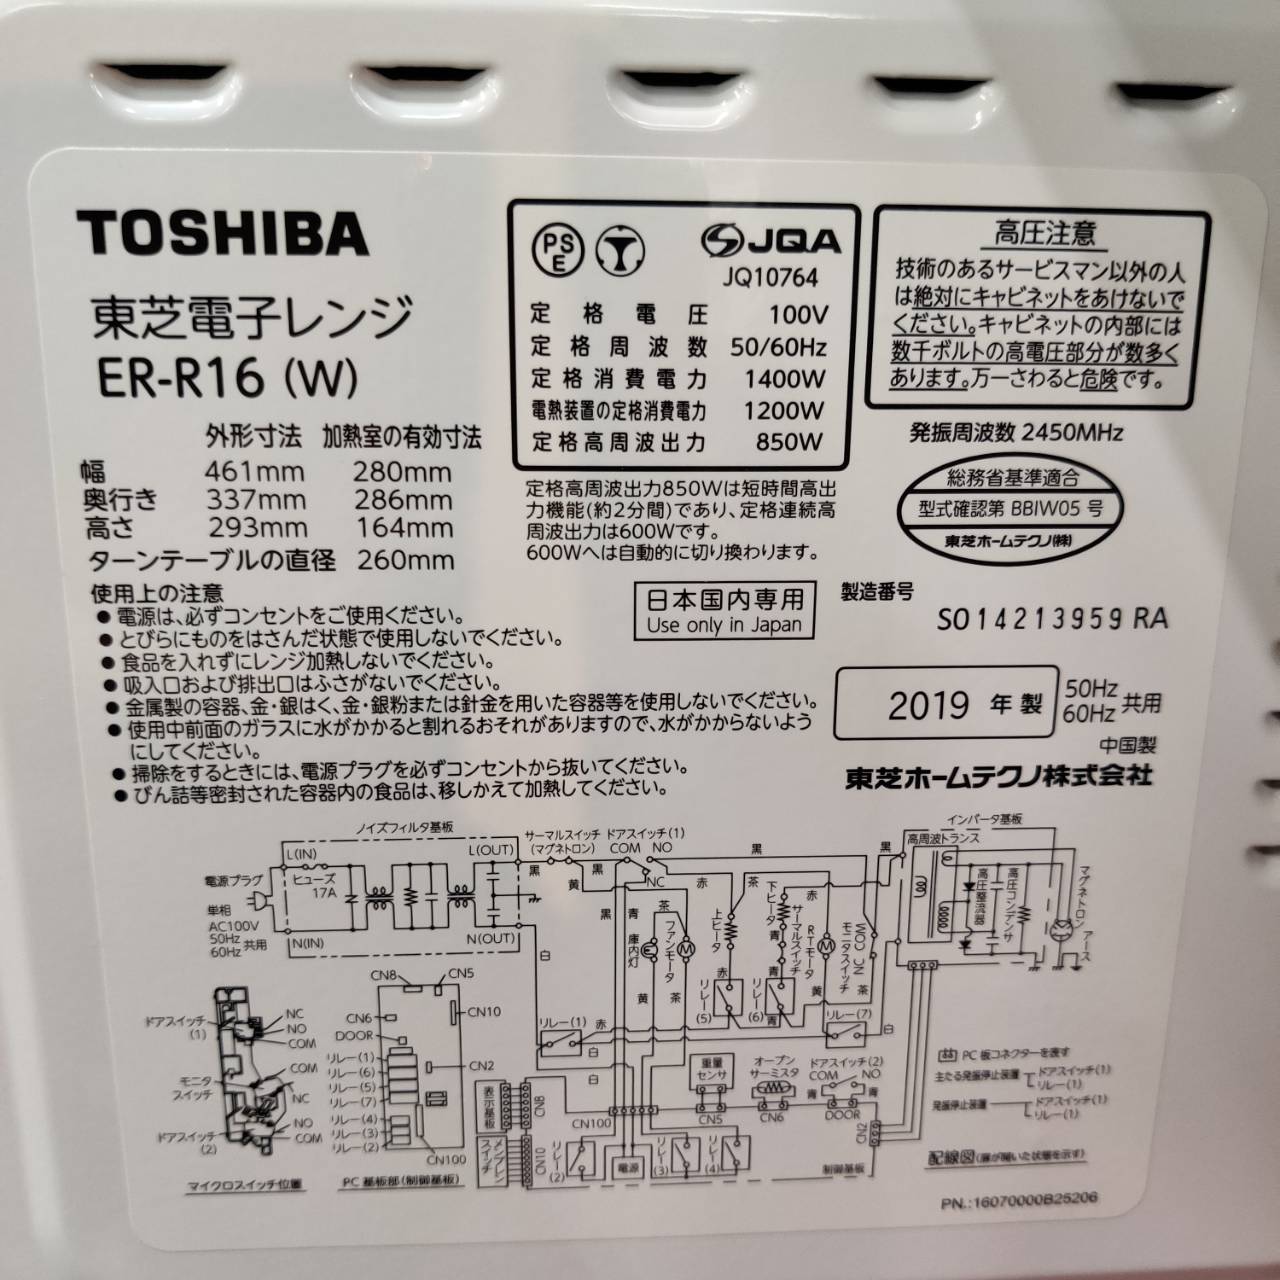 TOSHIBA
東芝電子レンジ
ER-R16 (W)
外形寸法 加熱室の有効寸法
幅 461mm 280mm
奥行き 337mm 286mm
高さ 293mm 164mm
ターンテーブルの直径 260mm
PS
E
JQA
JQ10764
定格電圧 100V
定格周波数 50/60Hz
定格消費電力 1400W
電熱装置の定格消費電力 1200W
定格高周波出力 850W
定格高周波出力850Wは短時間高出
力機能(約2分間)であり、定格連続高
周波出力は600Wです。
600Wへは自動的に切り換わります。
高圧注意
技術のあるサービスマン以外の人
は絶対にキャビネットをあけないで
ください。キャビネットの内部には
数千ボルトの高電圧部分が数多く
あります。万一さわると危険です。
発振周波数 2450MHz
総務省基準適合
型式確認第 BBIW05 号
東芝ホームテクノ(株)
使用上の注意
● 電源は、必ずコンセントをご使用ください。
● とびらにものをはさんだ状態で使用しないでください。
● 食品を入れずにレンジ加熱しないでください。
● 吸入口および排出口はふさがないでください。
● 金属製の容器、金・銀はく、金・銀粉または針金を用いた容器等を使用しないでください。
● 使用中前面のガラスに水がかかると割れるおそれがありますので、水がかからないよう
にしてください。
● 掃除をするときには、電源プラグを必ずコンセントから抜いてください。
● びん詰等密封された容器内の食品は、移しかえて加熱してください。
日本国内専用
Use only in Japan
製造番号
S014213959 RA
2019 年製
50Hz
60Hz 共用
中国製
東芝ホームテクノ株式会社
ノイズフィルタ基板
L(IN)
L(OUT)
ヒューズ
17A
電源プラグ
単相
AC100V
50Hz
60Hz 共用
N(IN)
N(OUT)
サーマルスイッチ
(マグネトロン)
ドアスイッチ(1)
COM NO
NC
黒
黄
黒
黒
青
茶
赤
茶
赤
黒
黒
白
庫内灯
ファンモータ
上ヒータ
下ヒータ
サーマルスイッチ
RTモータ
モニタスイッチ
NC COM
青
青
黄
茶
赤
リレー(5)
リレー(6)
青
黄
茶
リレー(7)
白
リレー(1)
赤
白
白
インバータ基板
高周波トランス
高圧整流器
高圧コンデンサ
マグネトロン
アース
ドアスイッチ
(1)
NC
NO
COM
モニタ
スイッチ
COM
NC
ドアスイッチ
(2)
NO
COM
マイクロスイッチ位置
CN8
CN5
CN6
CN10
DOOR
リレー(1)
リレー(6)
リレー(5)
リレー(7)
リレー(4)
リレー(3)
リレー(2)
CN2
CN100
PC基板部(制御基板)
表示基板
CN8
メンブレンスイッチ
CN10
CN100
リレー(2)
電源
リレー(3)
リレー(4)
重量
センサ
CN5
オーブン
サーミスタ
CN6
ドアスイッチ(2)
COM NO
青
青
DOOR
CN2
制御基板
PC板コネクターを表す
主たる発振停止装置 ドアスイッチ(1)
リレー(1)
発振停止装置 ドアスイッチ(1)
リレー(1)
配線図(扉が開いた状態を示す)
PN.:16070000B25206